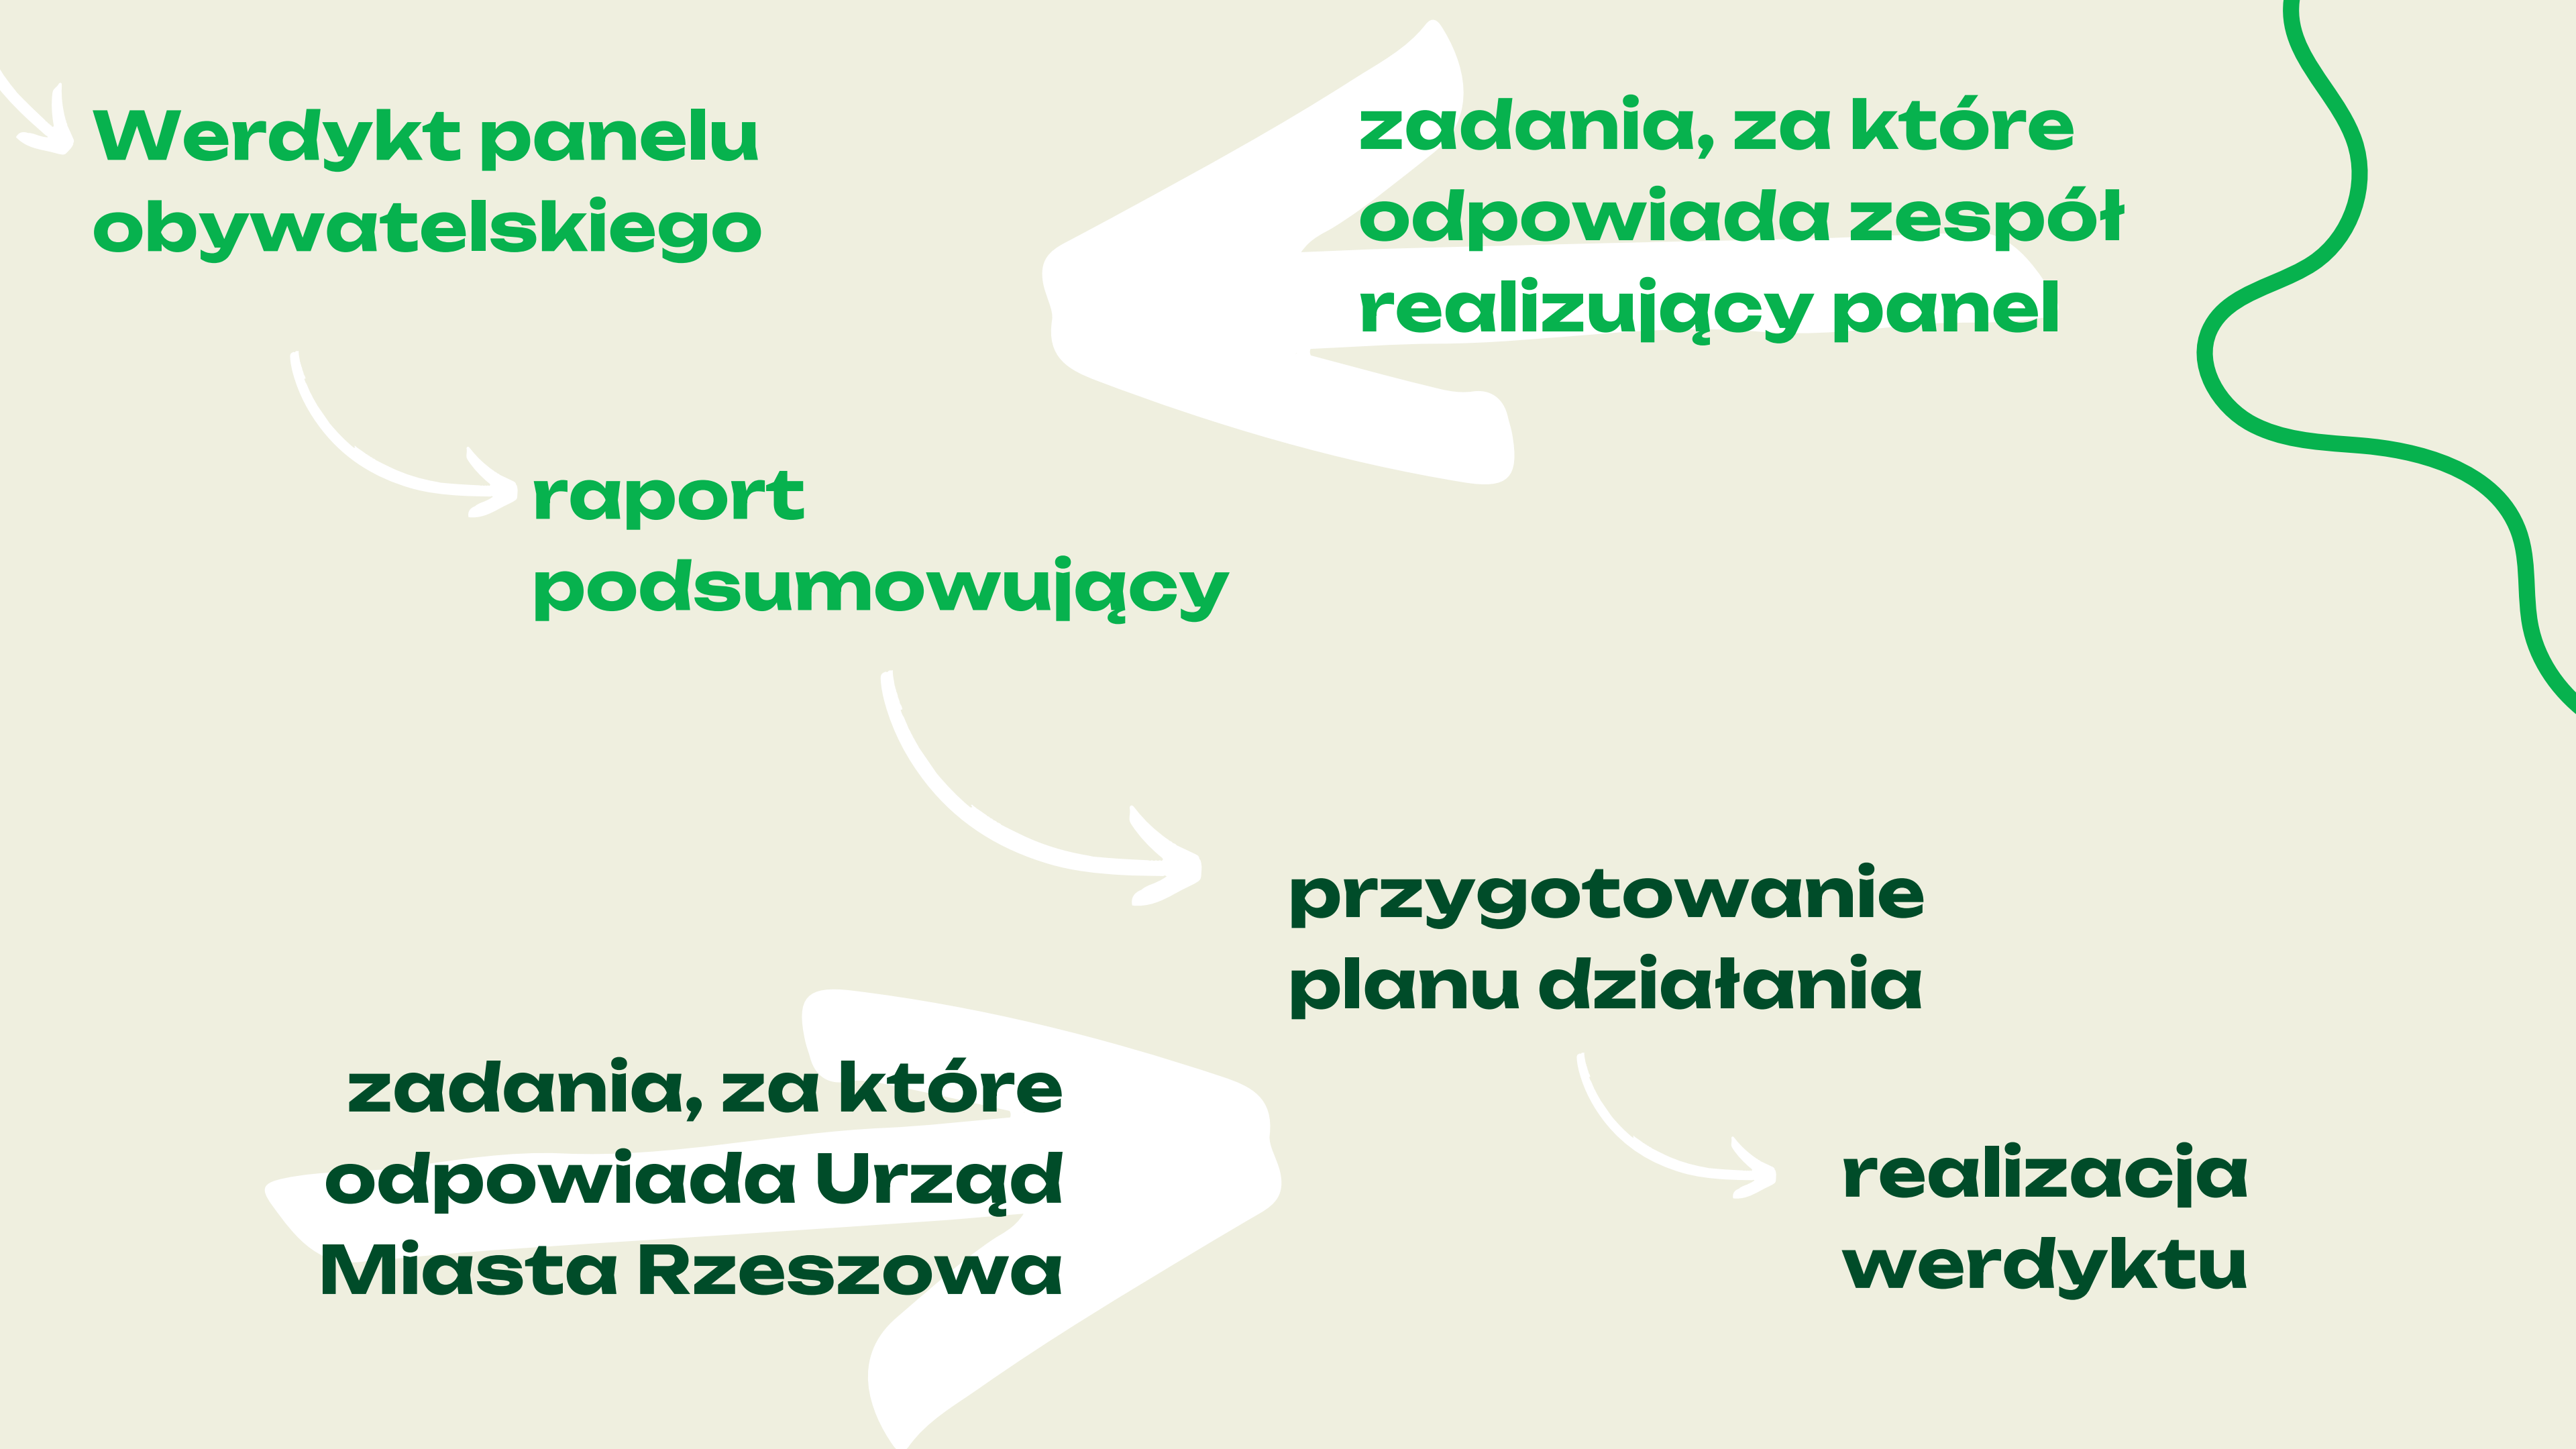 Werdykt panelu
obywatelskiego
zadania, za które
odpowiada zespół
realizujący panel
raport
podsumowujący
przygotowanie
planu działania
zadania, za które
odpowiada Urząd
Miasta Rzeszowa
realizacja
werdyktu